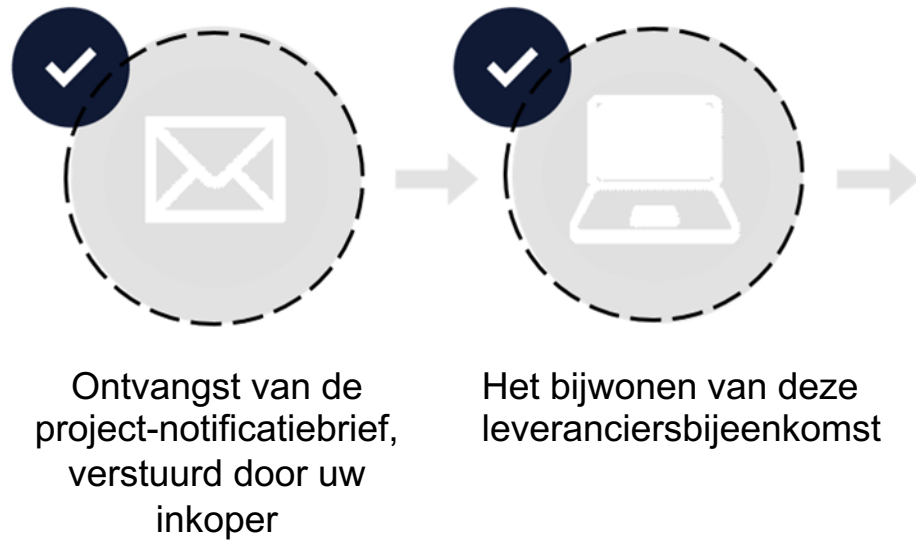 Ontvangst van de
project-notificatiebrief,
verstuurd door uw
inkoper
Het bijwonen van deze
leveranciersbijeenkomst